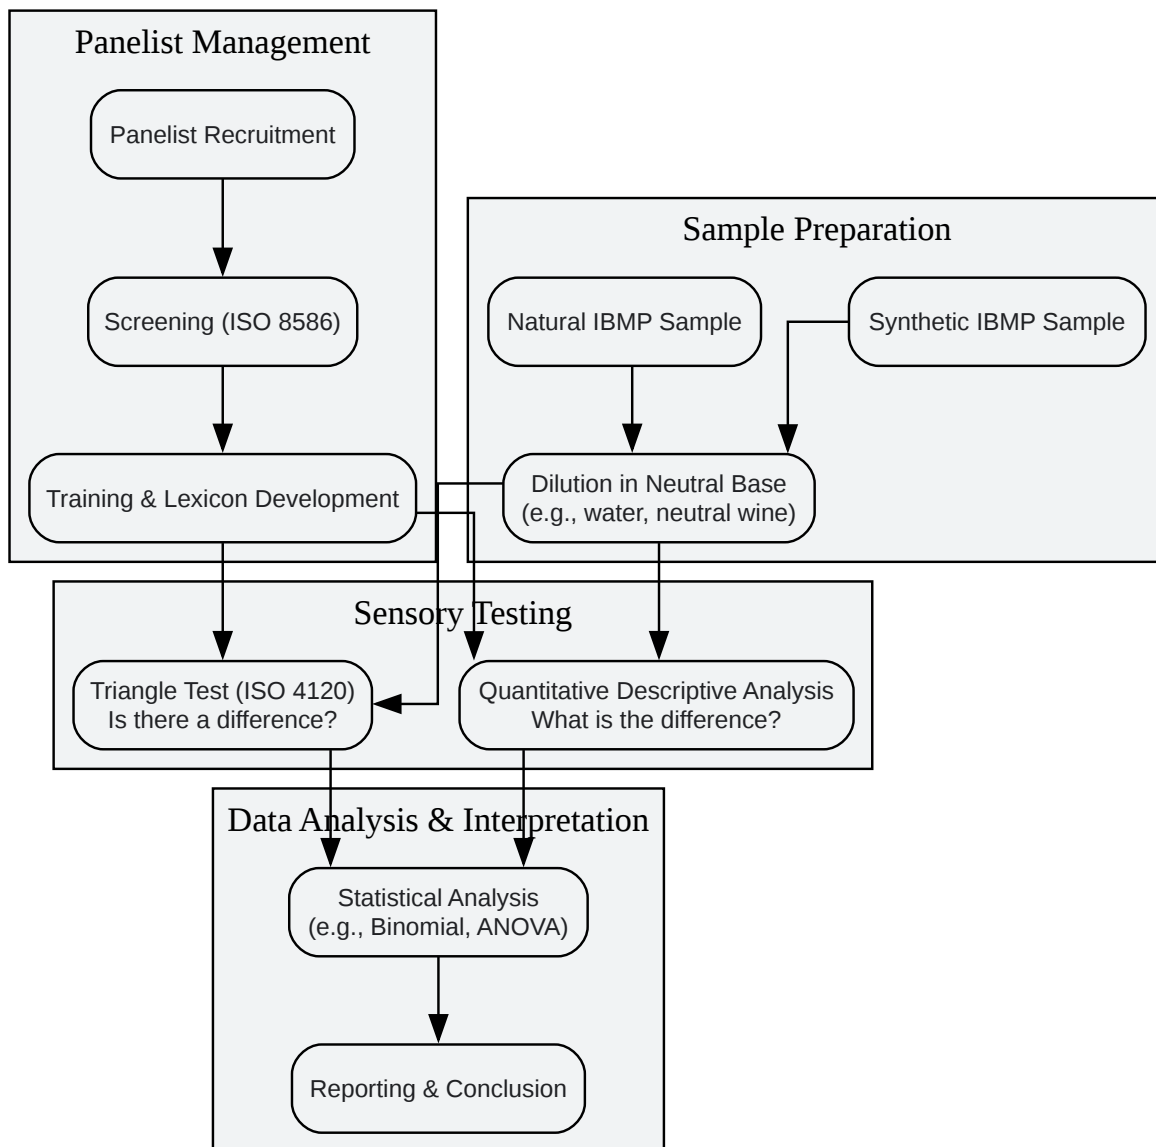 Panelist Management
Panelist Recruitment
Screening (ISO 8586)
Training & Lexicon Development
Sample Preparation
Natural IBMP Sample
Synthetic IBMP Sample
Dilution in Neutral Base
(e.g., water, neutral wine)
Sensory Testing
Triangle Test (ISO 4120)
Is there a difference?
Quantitative Descriptive Analysis
What is the difference?
Data Analysis & Interpretation
Statistical Analysis
(e.g., Binomial, ANOVA)
Reporting & Conclusion